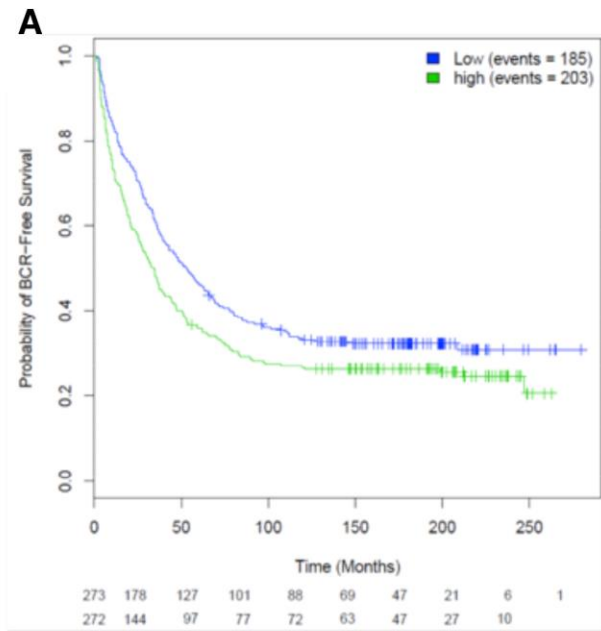 A
Low (events = 185)
high (events = 203)
Probability of BCR-Free Survival
1.0
0.8
0.6
0.4
0.2
0.0
0 50 100 150 200 250
Time (Months)
273 178 127 101 88 69 47 21 6 1
272 144 97 77 72 63 47 27 10